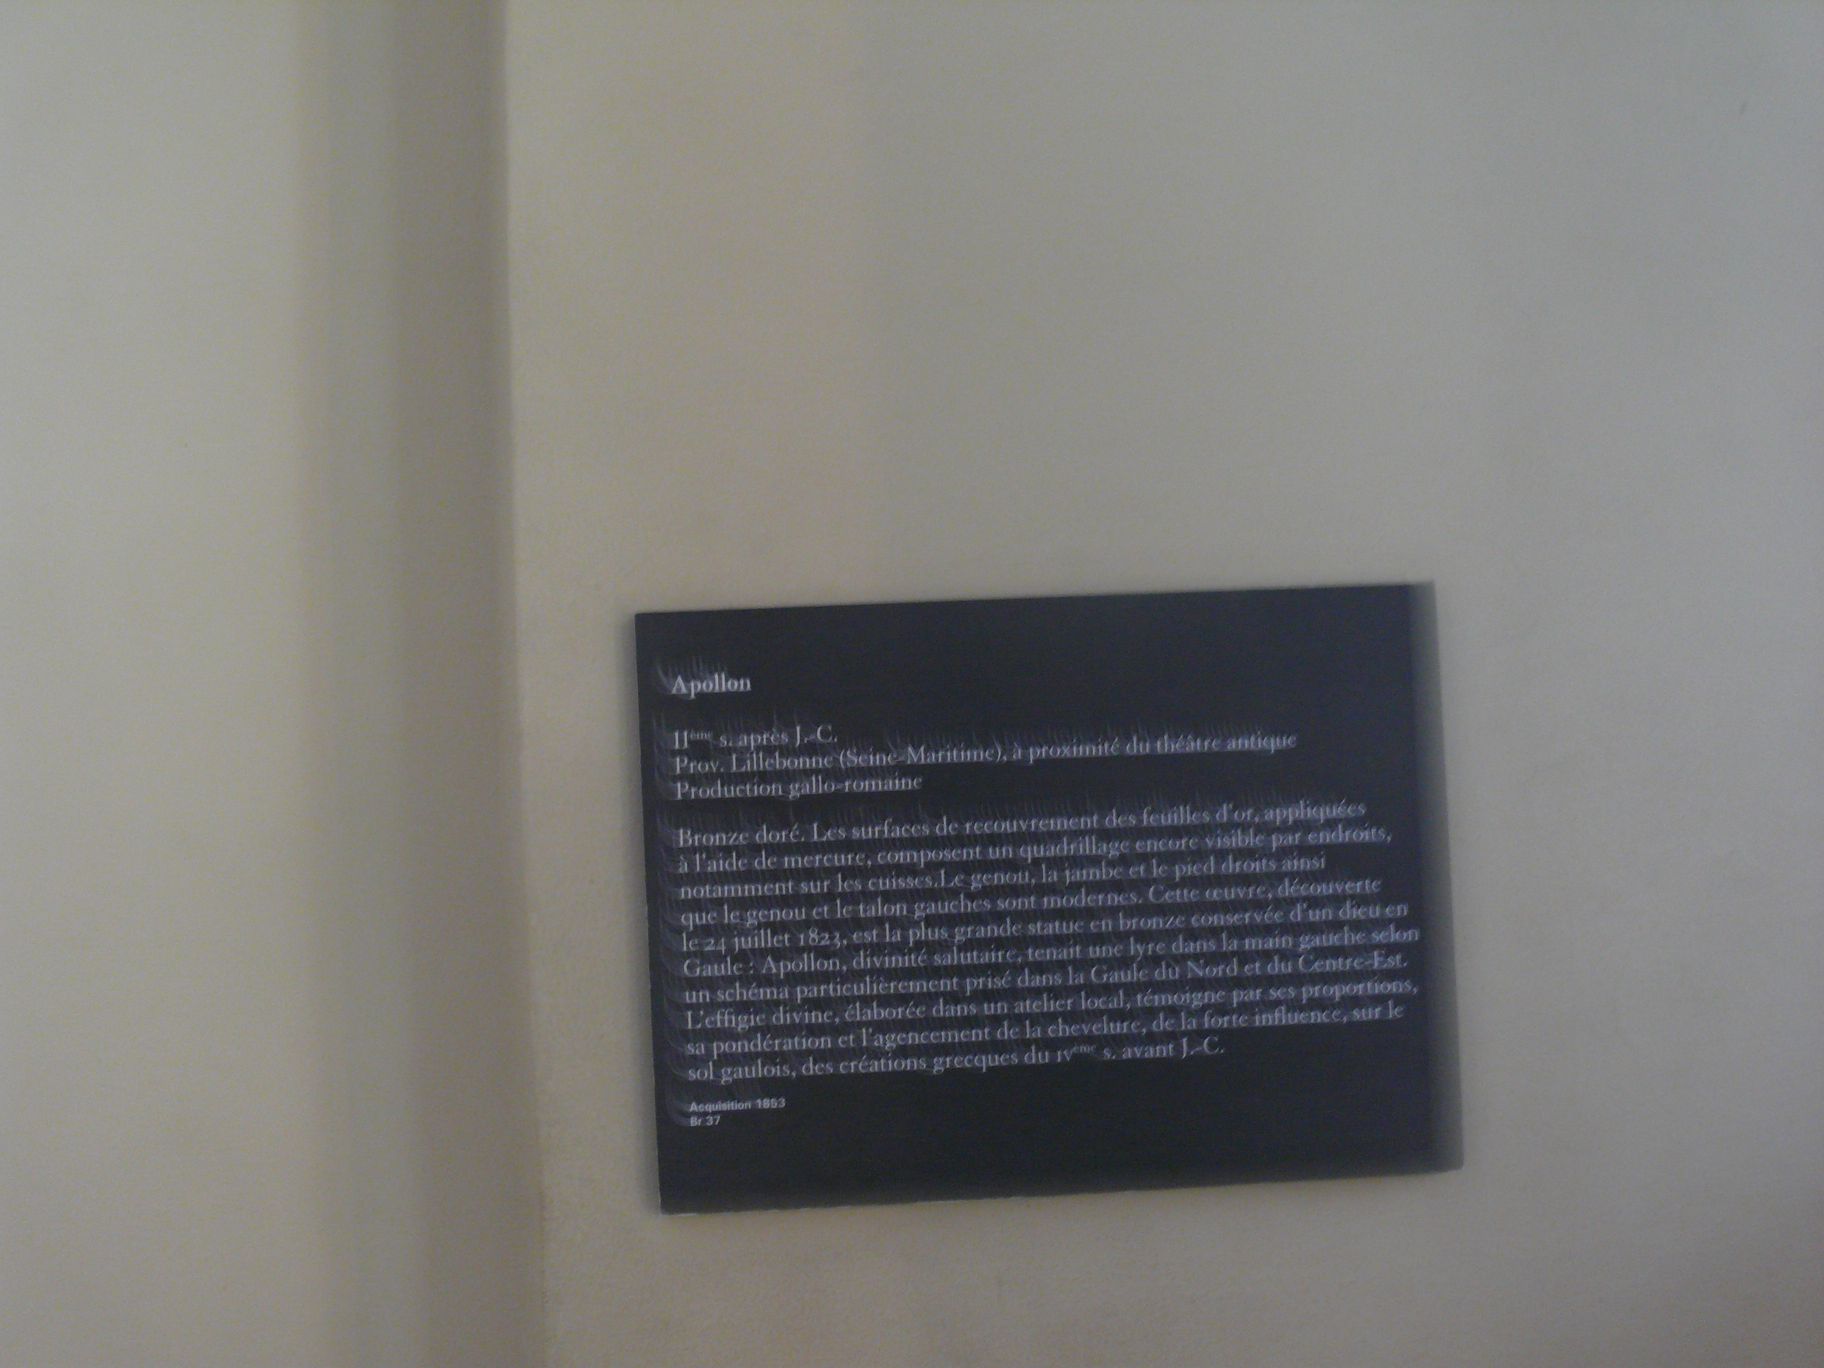 Apollon
IIème s. après J.-C.
Prov. Lillebonne (Seine-Maritime), à proximité du théâtre antique
Production gallo-romaine
Bronze doré. Les surfaces de recouvrement des feuilles d'or, appliquées
à l'aide de mercure, composent un quadrillage encore visible par endroits,
notamment sur les cuisses.Le genou, la jambe et le pied droits ainsi
que le genou et le talon gauches sont modernes. Cette œuvre, découverte
le 24 juillet 1823, est la plus grande statue en bronze conservée d'un dieu en
Gaule : Apollon, divinité salutaire, tenait une lyre dans la main gauche selon
un schéma particulièrement prisé dans la Gaule du Nord et du Centre-Est.
L'effigie divine, élaborée dans un atelier local, témoigne par ses proportions,
sa pondération et l'agencement de la chevelure, de la forte influence, sur le
sol gaulois, des créations grecques du IVème s. avant J.-C.
Acquisition 1853
Br 37